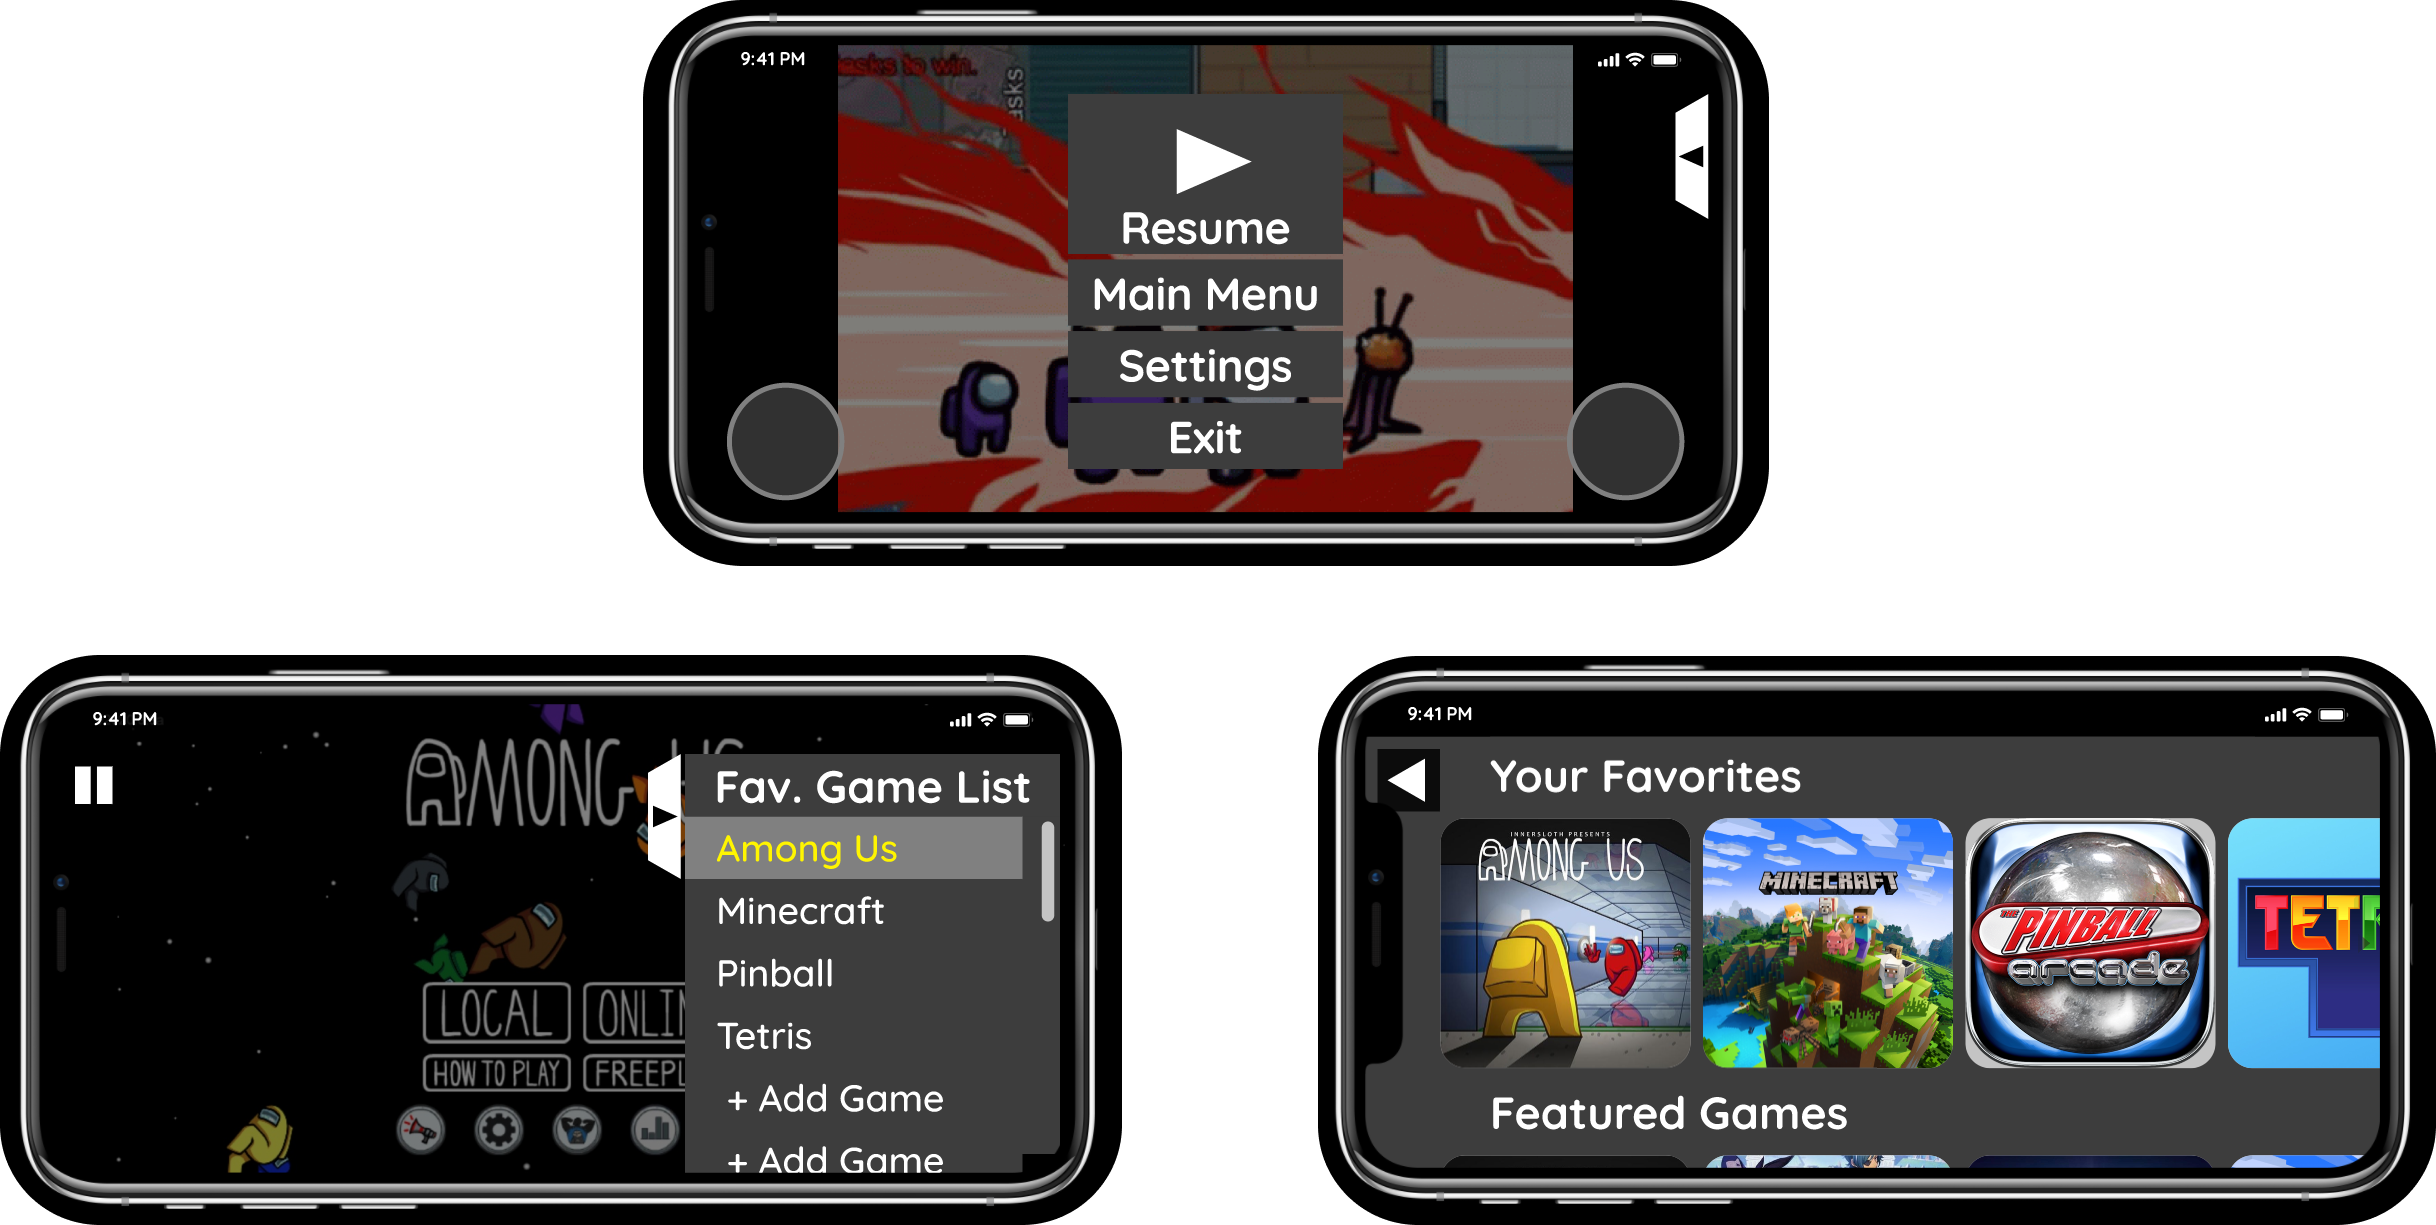 9:41 PM
asks to win.
asks
Resume
Main Menu
Settings
Exit
9:41 PM
AMONG US
Fav. Game List
Among Us
Minecraft
Pinball
Tetris
+ Add Game
+ Add Game
LOCAL
ONLIN
HOW TO PLAY
FREEPL
9:41 PM
Your Favorites
INNERSLOTH PRESENTS
AMONG US
MINECRAFT
THE
PINBALL
arcade
TETR
Featured Games